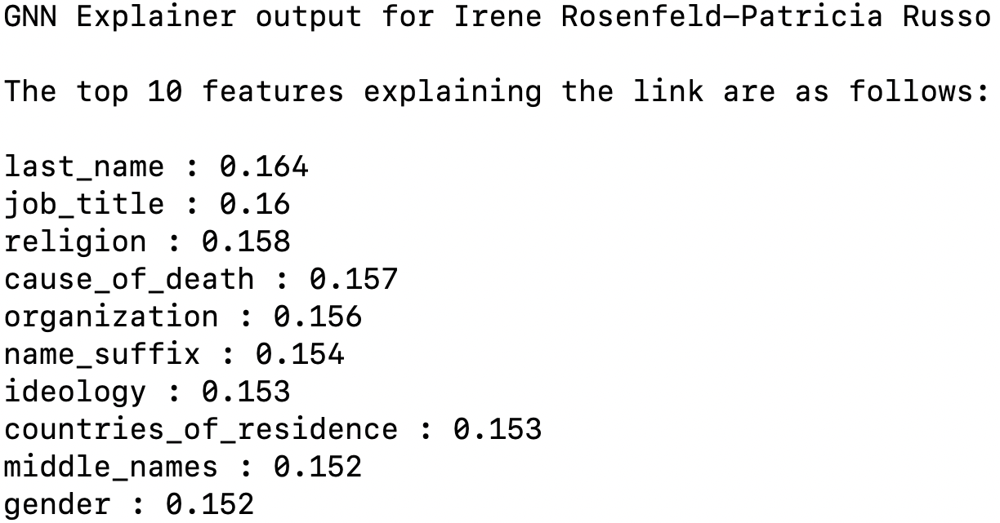 GNN Explainer output for Irene Rosenfeld-Patricia Russo
The top 10 features explaining the link are as follows:
last_name : 0.164
job_title : 0.16
religion : 0.158
cause_of_death : 0.157
organization : 0.156
name_suffix : 0.154
ideology : 0.153
countries_of_residence : 0.153
middle_names : 0.152
gender : 0.152